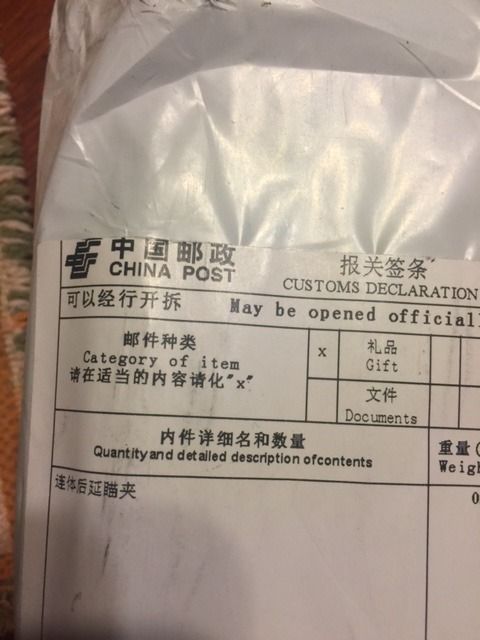 中国邮政
CHINA POST
报关签条
CUSTOMS DECLARATION
可以经行开拆 May be opened official
邮件种类
Category of item
请在适当的内容请化"x"
x
礼品
Gift
文件
Documents
内件详细名和数量
Quantity and detailed description of contents
重量(
Weigh
连体后延瞄夹
0